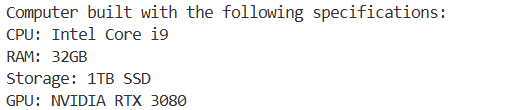 Computer built with the following specifications:
CPU: Intel Core i9
RAM: 32GB
Storage: 1TB SSD
GPU: NVIDIA RTX 3080